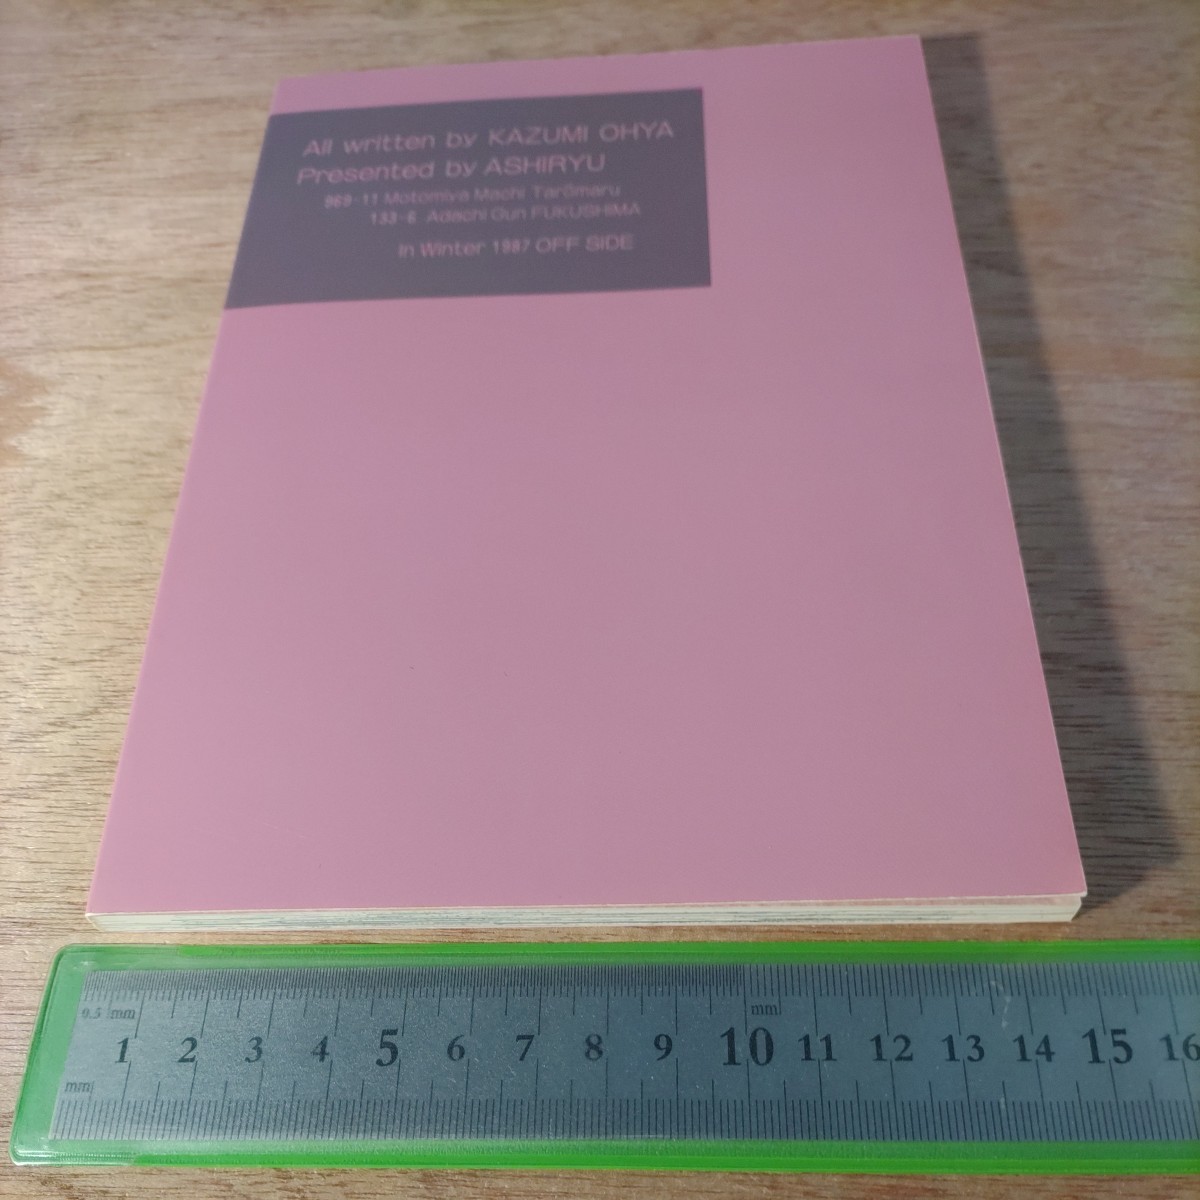 All written by KAZUMI OHYA
Presented by ASHIRYU
969-11 Motomiya Machi Tarômaru
133-6 Adachi Gun FUKUSHIMA
In Winter 1987 OFF SIDE
0.5 mm
mm
1 2 3 4 5 6 7 8 9 10 11 12 13 14 15 16
mm